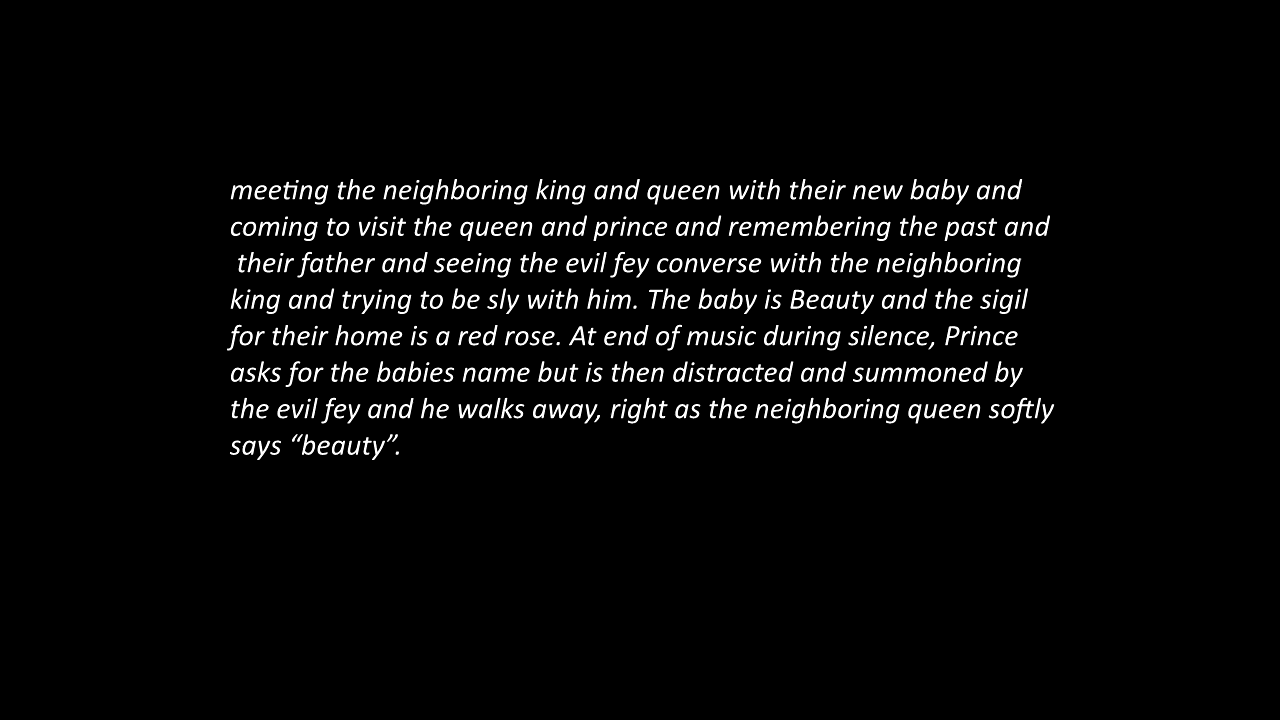 meeting the neighboring king and queen with their new baby and
coming to visit the queen and prince and remembering the past and
their father and seeing the evil fey converse with the neighboring
king and trying to be sly with him. The baby is Beauty and the sigil
for their home is a red rose. At end of music during silence, Prince
asks for the babies name but is then distracted and summoned by
the evil fey and he walks away, right as the neighboring queen softly
says “beauty”.